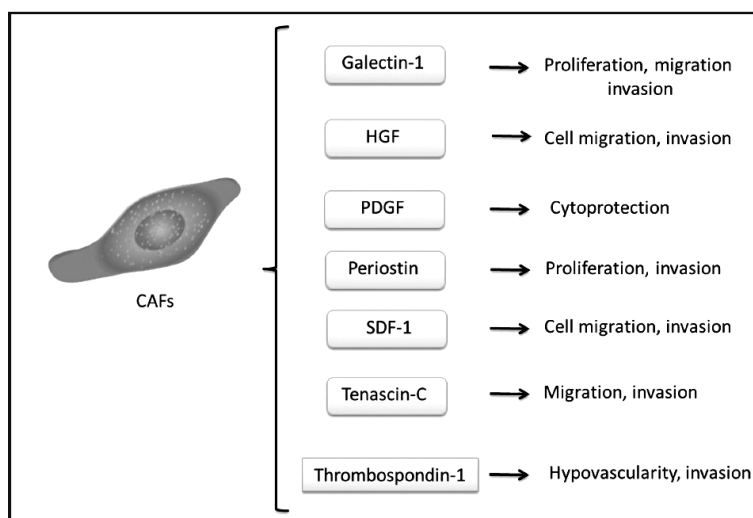 Galectin-1
Proliferation, migration
invasion
HGF
Cell migration, invasion
PDGF
Cytoprotection
Periostin
Proliferation, invasion
CAFs
SDF-1
Cell migration, invasion
Tenascin-C
Migration, invasion
Thrombospondin-1
Hypovascularity, invasion